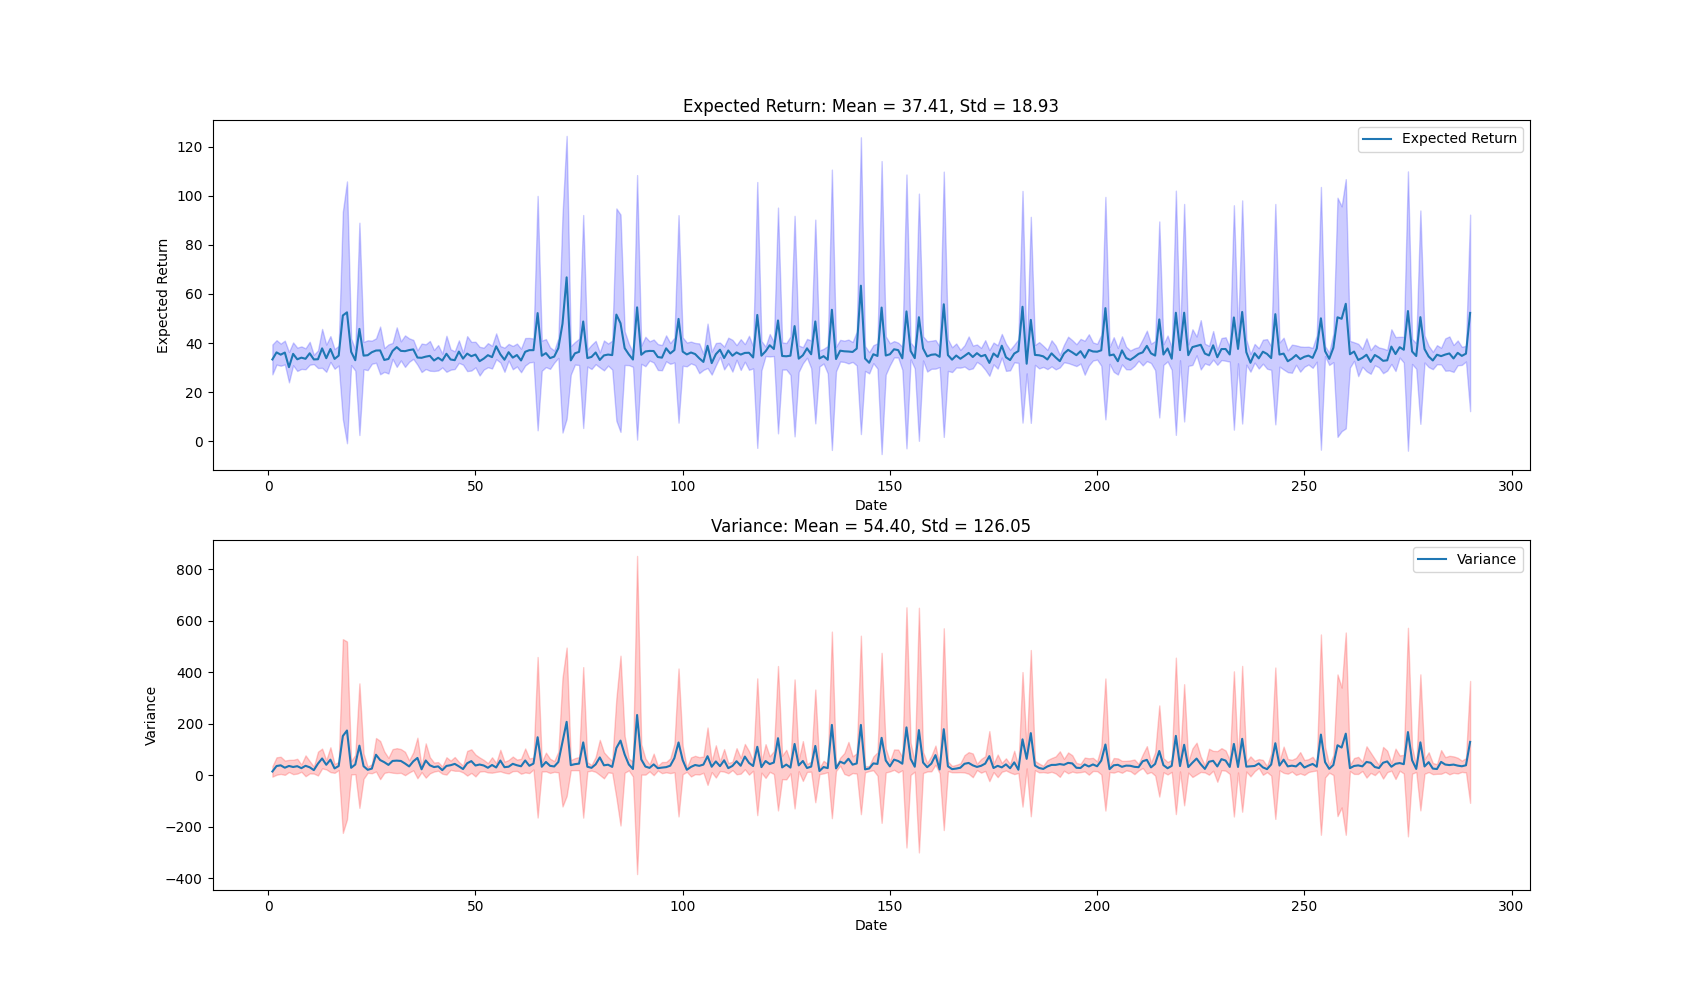 Expected Return: Mean = 37.41, Std = 18.93
Expected Return
120
100
80
60
40
20
0
Expected Return
0 50 100 150 200 250 300
Date
Variance: Mean = 54.40, Std = 126.05
Variance
800
600
400
200
0
−200
−400
Variance
0 50 100 150 200 250 300
Date